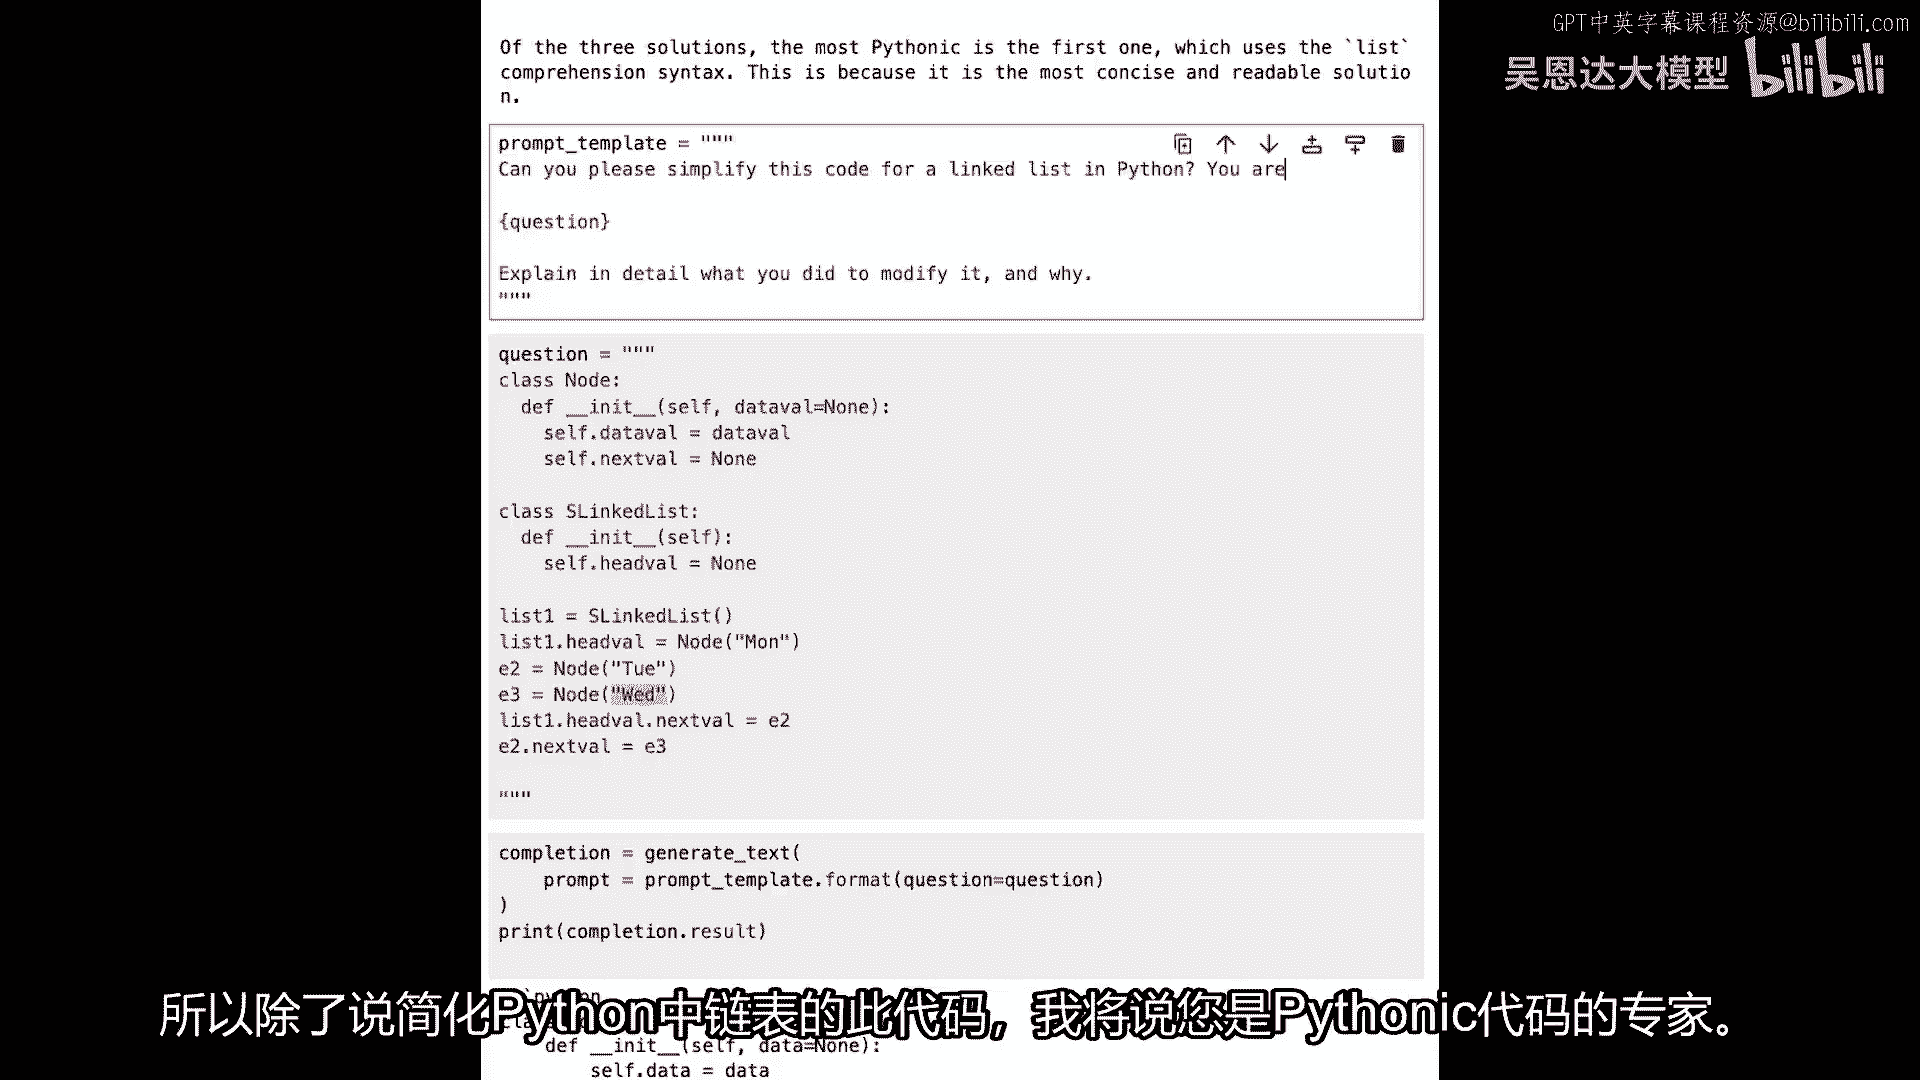 GPT中英字幕课程资源@bilibili.com
吴恩达大模型 bilibili
Of the three solutions, the most Pythonic is the first one, which uses the `list`
comprehension syntax. This is because it is the most concise and readable solutio
n.
prompt_template = """
Can you please simplify this code for a linked list in Python? You are
{question}
Explain in detail what you did to modify it, and why.
"""
question = """
class Node:
  def __init__(self, dataval=None):
    self.dataval = dataval
    self.nextval = None
class SLinkedList:
  def __init__(self):
    self.headval = None
list1 = SLinkedList()
list1.headval = Node("Mon")
e2 = Node("Tue")
e3 = Node("Wed")
list1.headval.nextval = e2
e2.nextval = e3
"""
completion = generate_text(
    prompt = prompt_template.format(question=question)
)
print(completion.result)
所以除了说简化Python中链表的此代码，我将说您是Pythonic代码的专家。
    def __init__(self, data=None):
        self.data = data